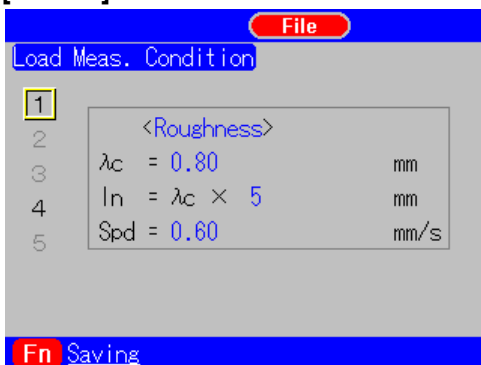 File
Load Meas. Condition
1
2
3
4
5
<Roughness>
λc = 0.80 mm
ln = λc × 5 mm
Spd = 0.60 mm/s
Fn Saving